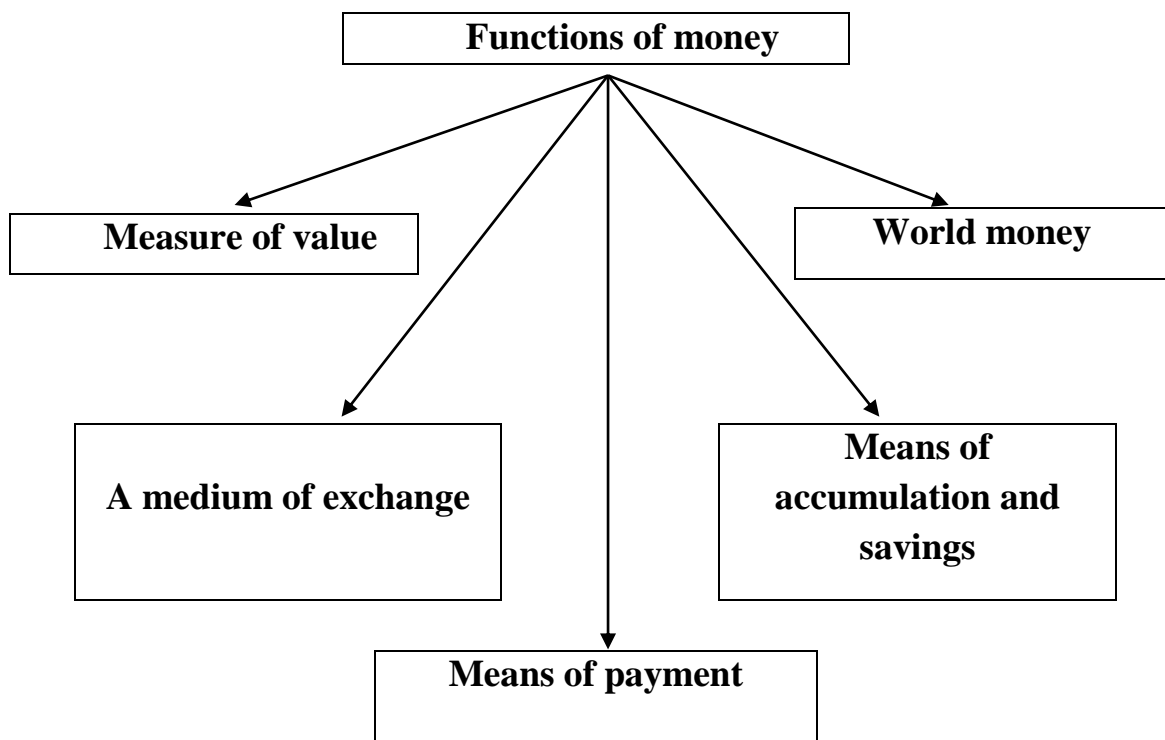 Functions of money
Measure of value
World money
A medium of exchange
Means of
accumulation and
savings
Means of payment